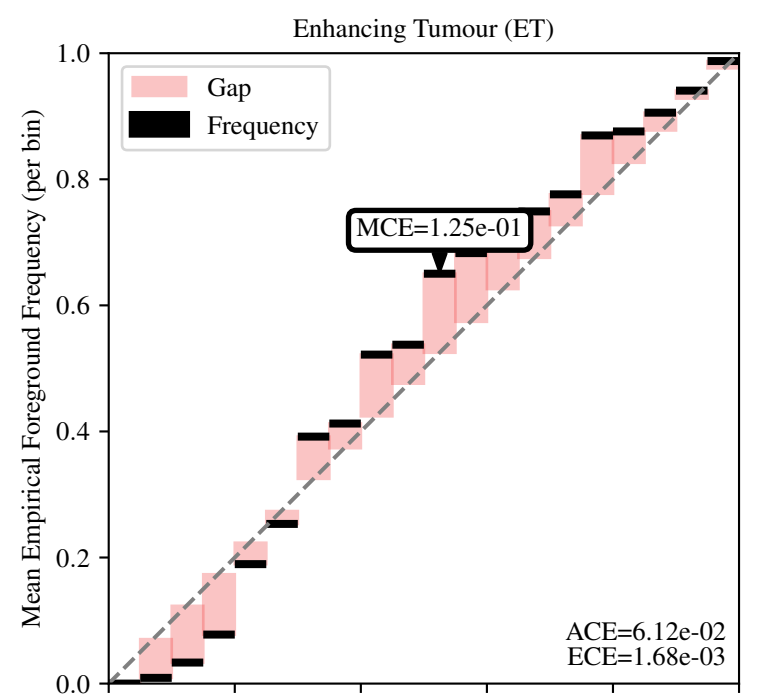 Enhancing Tumour (ET)
Mean Empirical Foreground Frequency (per bin)
1.0
0.8
0.6
0.4
0.2
0.0
Gap
Frequency
MCE=1.25e-01
ACE=6.12e-02
ECE=1.68e-03